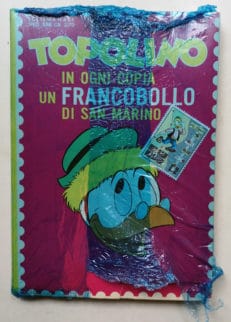 TOPOLINO
IN OGNI COPIA
UN FRANCOBOLLO
DI SAN MARINO